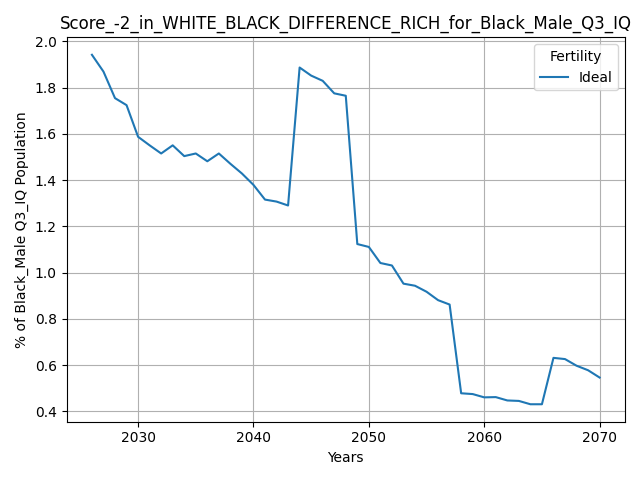 Score_-2_in_WHITE_BLACK_DIFFERENCE_RICH_for_Black_Male_Q3_IQ
2.0
1.8
1.6
1.4
1.2
1.0
0.8
0.6
0.4
% of Black_Male Q3_IQ Population
Fertility
Ideal
2030
2040
2050
2060
2070
Years